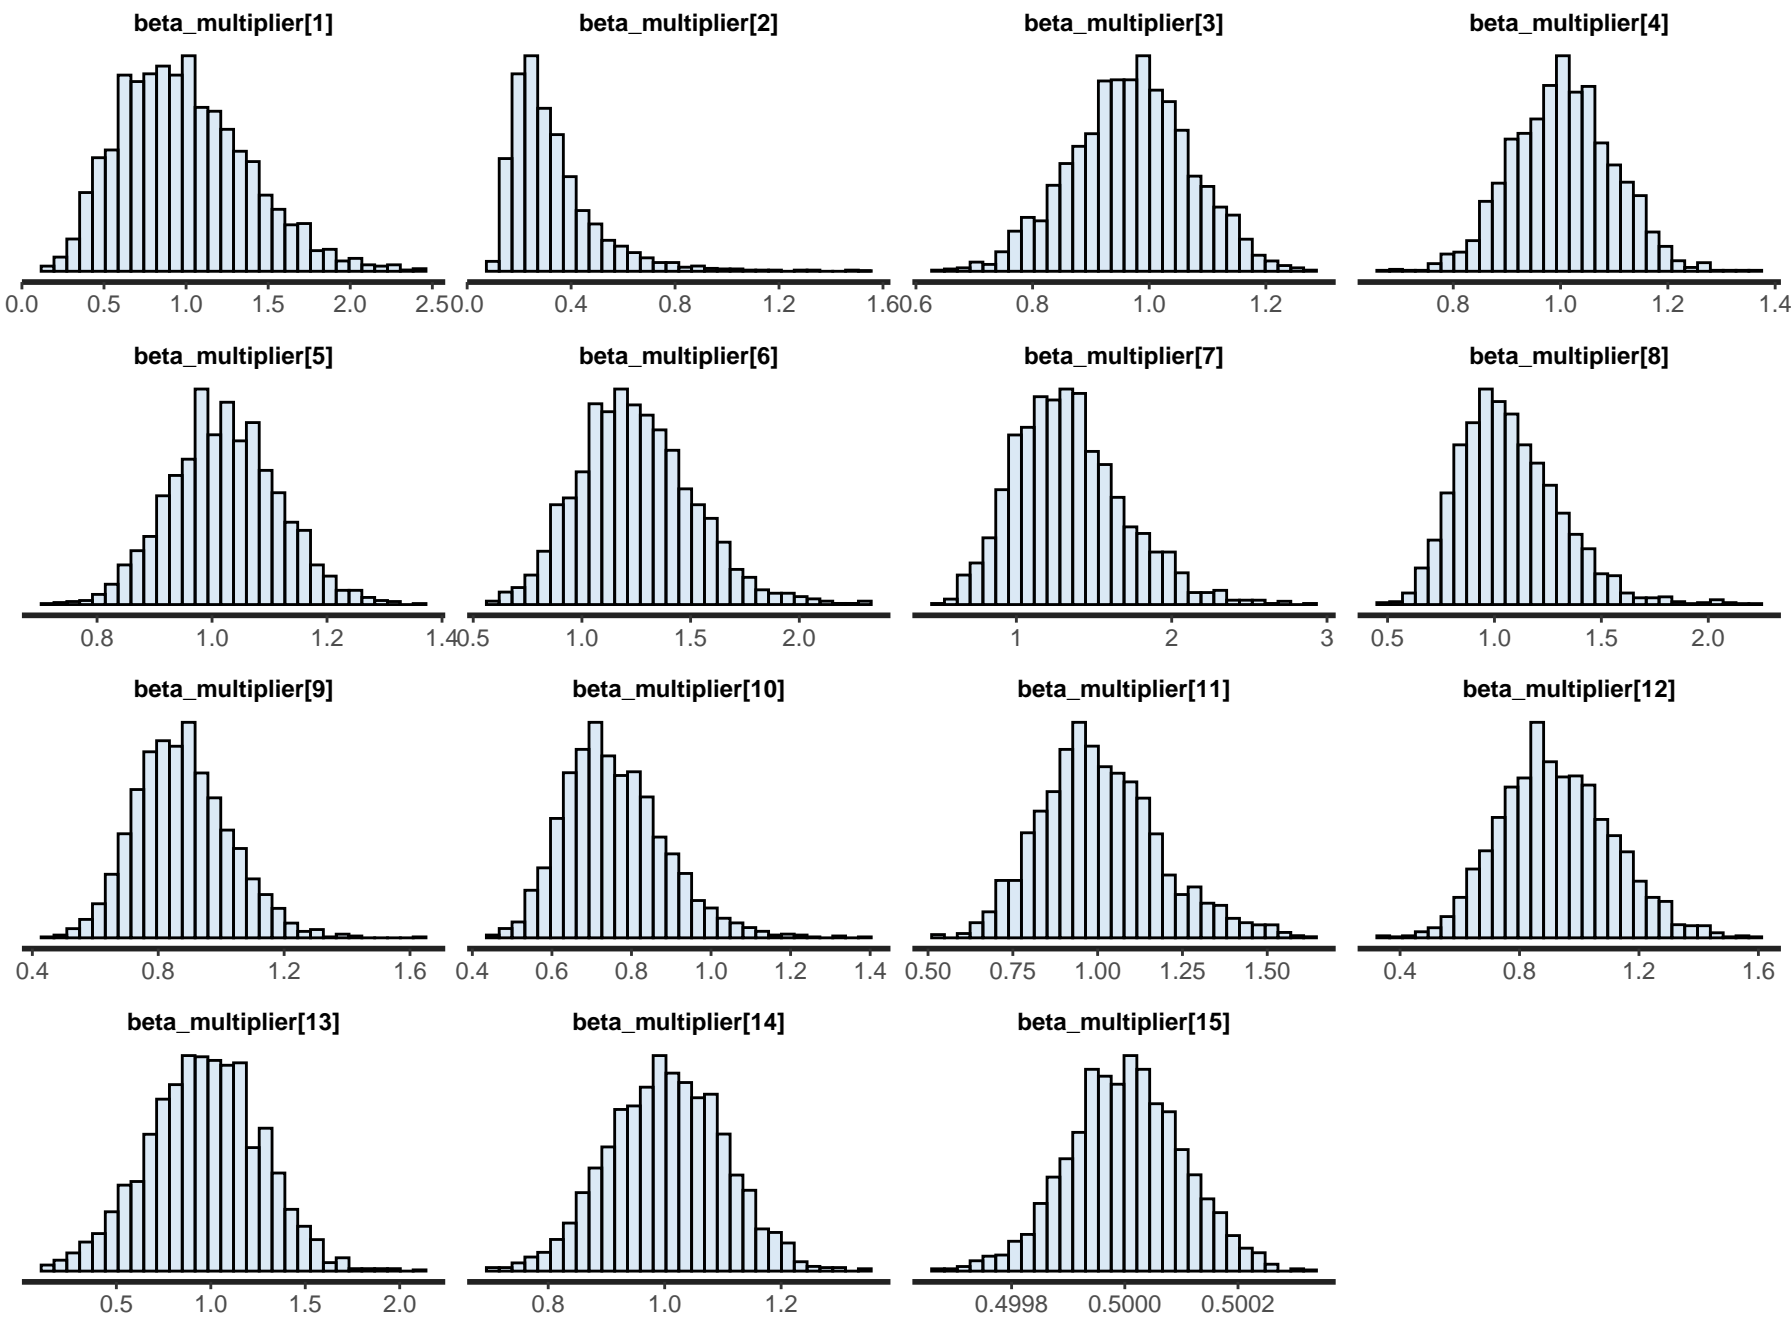 beta_multiplier[1] beta_multiplier[2] beta_multiplier[3] beta_multiplier[4]
0.0 0.5 1.0 1.5 2.0 2.5 0.0 0.4 0.8 1.2 1.6 0.6 0.8 1.0 1.2 0.8 1.0 1.2 1.4
beta_multiplier[5] beta_multiplier[6] beta_multiplier[7] beta_multiplier[8]
0.8 1.0 1.2 1.4 0.5 1.0 1.5 2.0 1 2 3 0.5 1.0 1.5 2.0
beta_multiplier[9] beta_multiplier[10] beta_multiplier[11] beta_multiplier[12]
0.4 0.8 1.2 1.6 0.4 0.6 0.8 1.0 1.2 1.4 0.50 0.75 1.00 1.25 1.50 0.4 0.8 1.2 1.6
beta_multiplier[13] beta_multiplier[14] beta_multiplier[15]
0.5 1.0 1.5 2.0 0.8 1.0 1.2 0.4998 0.5000 0.5002